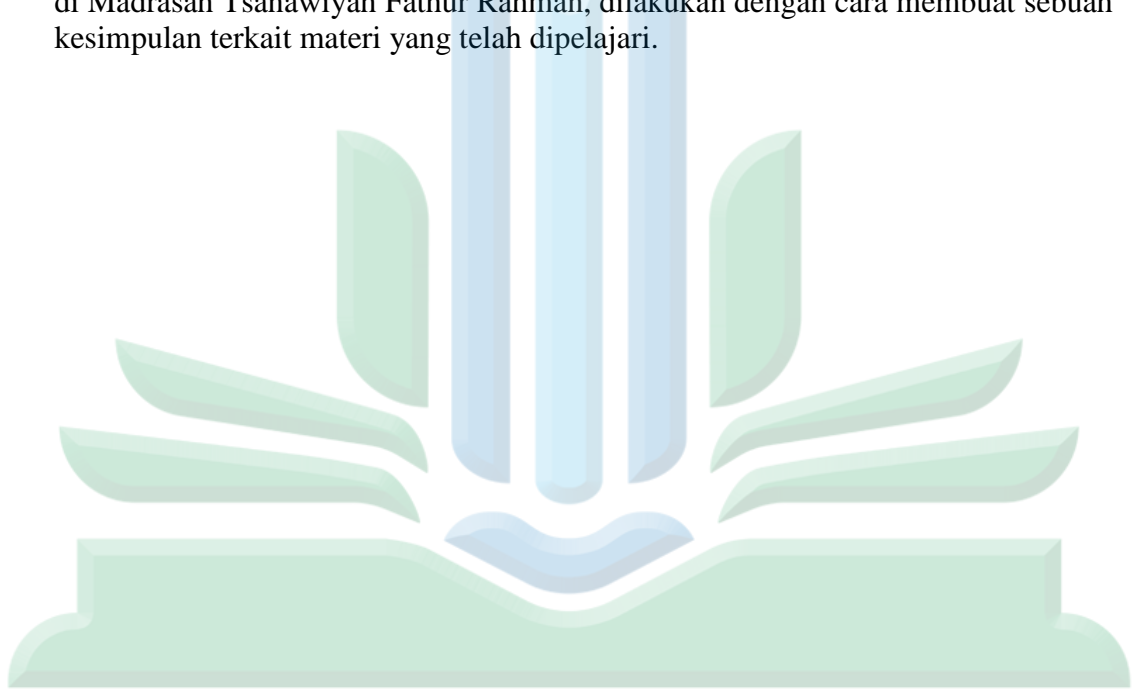 di Madrasah Tsanawiyah Fathur Rahman, dilakukan dengan cara membuat sebuah
kesimpulan terkait materi yang telah dipelajari.